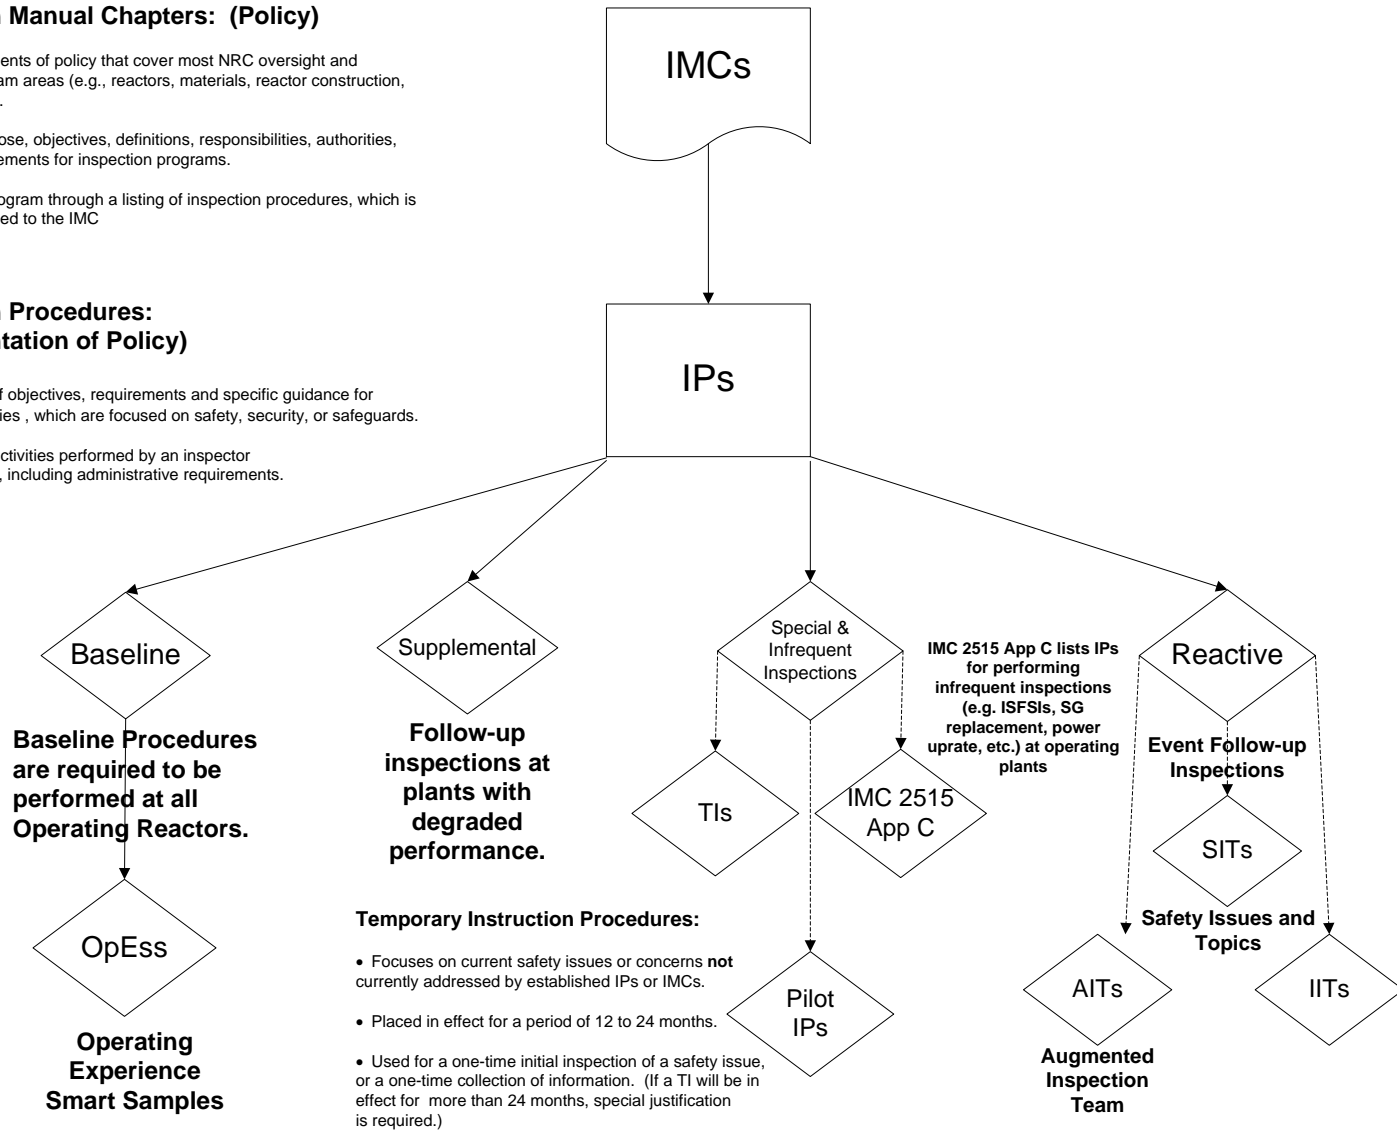 Manual Chapters: (Policy)
ents of policy that cover most NRC oversight and
am areas (e.g., reactors, materials, reactor construction,
.
ose, objectives, definitions, responsibilities, authorities,
ements for inspection programs.
ogram through a listing of inspection procedures, which is
ed to the IMC
IMCs
Procedures:
tation of Policy)
f objectives, requirements and specific guidance for
ies , which are focused on safety, security, or safeguards.
ctivities performed by an inspector
, including administrative requirements.
IPs
Baseline
Baseline Procedures
are required to be
performed at all
Operating Reactors.
OpEss
Operating
Experience
Smart Samples
Supplemental
Follow-up
inspections at
plants with
degraded
performance.
Special &
Infrequent
Inspections
TIs
IMC 2515
App C
IMC 2515 App C lists IPs
for performing
infrequent inspections
(e.g. ISFSIs, SG
replacement, power
uprate, etc.) at operating
plants
Pilot
IPs
Temporary Instruction Procedures:
• Focuses on current safety issues or concerns not
currently addressed by established IPs or IMCs.
• Placed in effect for a period of 12 to 24 months.
• Used for a one-time initial inspection of a safety issue,
or a one-time collection of information. (If a TI will be in
effect for more than 24 months, special justification
is required.)
Reactive
Event Follow-up
Inspections
SITs
Safety Issues and
Topics
AITs
Augmented
Inspection
Team
IITs